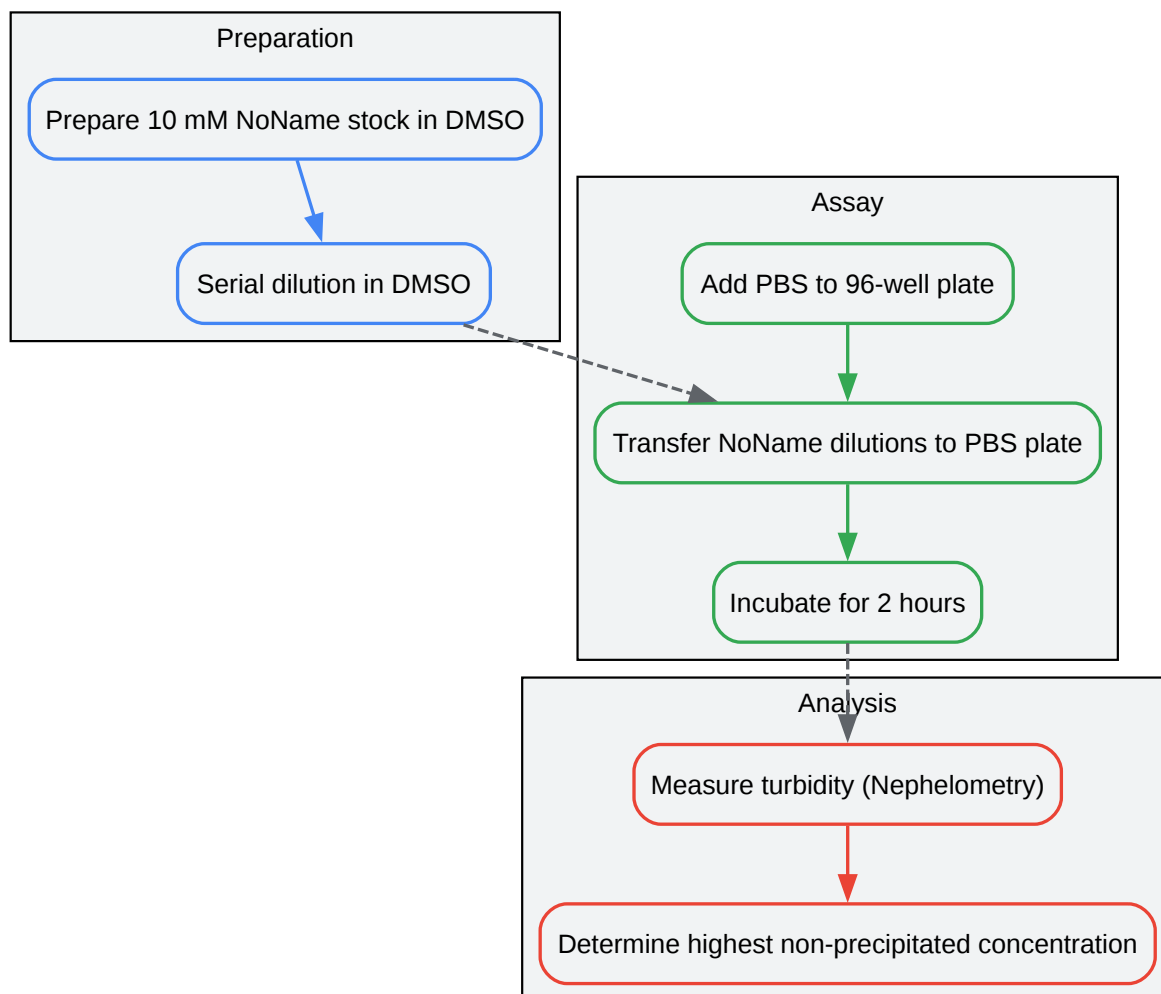 Preparation
Prepare 10 mM NoName stock in DMSO
Serial dilution in DMSO
Assay
Add PBS to 96-well plate
Transfer NoName dilutions to PBS plate
Incubate for 2 hours
Analysis
Measure turbidity (Nephelometry)
Determine highest non-precipitated concentration